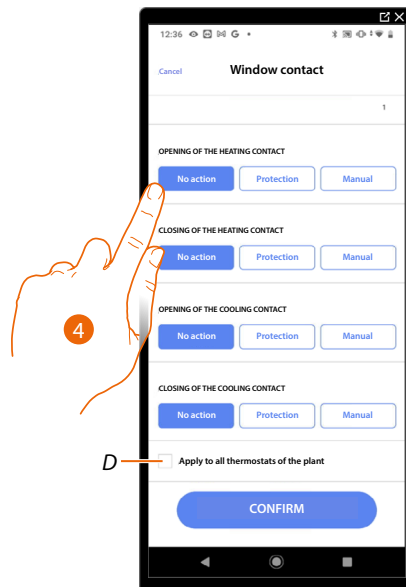 12:36 G
Cancel Window contact
1
OPENING OF THE HEATING CONTACT
No action Protection Manual
CLOSING OF THE HEATING CONTACT
No action Protection Manual
4
OPENING OF THE COOLING CONTACT
No action Protection Manual
CLOSING OF THE COOLING CONTACT
No action Protection Manual
D Apply to all thermostats of the plant
CONFIRM